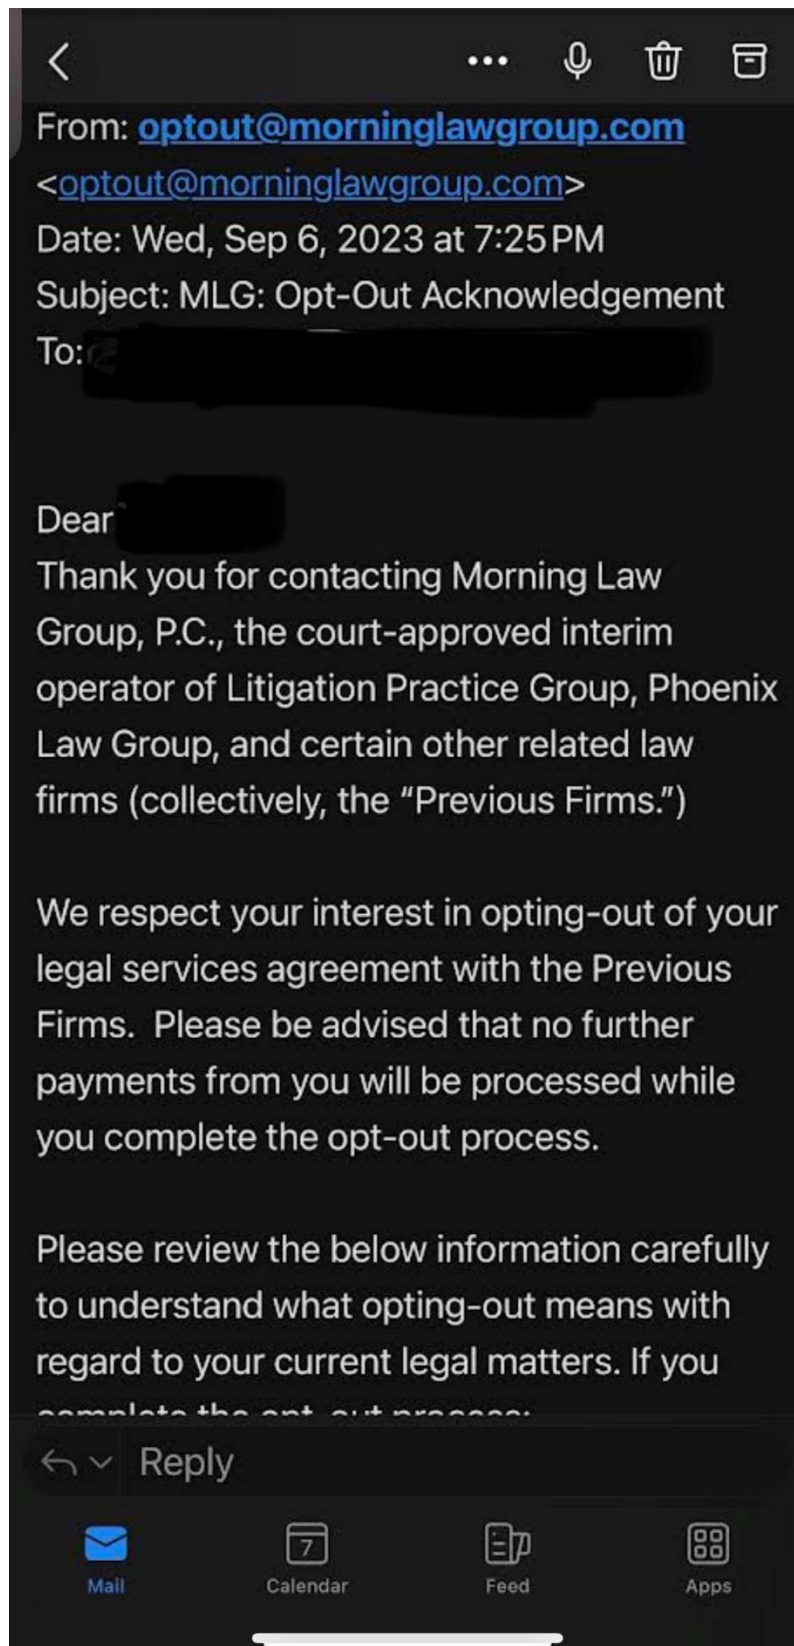 From: optout@morninglawgroup.com
<optout@morninglawgroup.com>
Date: Wed, Sep 6, 2023 at 7:25 PM
Subject: MLG: Opt-Out Acknowledgement
To:
Dear
Thank you for contacting Morning Law
Group, P.C., the court-approved interim
operator of Litigation Practice Group, Phoenix
Law Group, and certain other related law
firms (collectively, the “Previous Firms.”)
We respect your interest in opting-out of your
legal services agreement with the Previous
Firms.  Please be advised that no further
payments from you will be processed while
you complete the opt-out process.
Please review the below information carefully
to understand what opting-out means with
regard to your current legal matters. If you
complete the opt-out process:
Reply
7
Mail Calendar Feed Apps